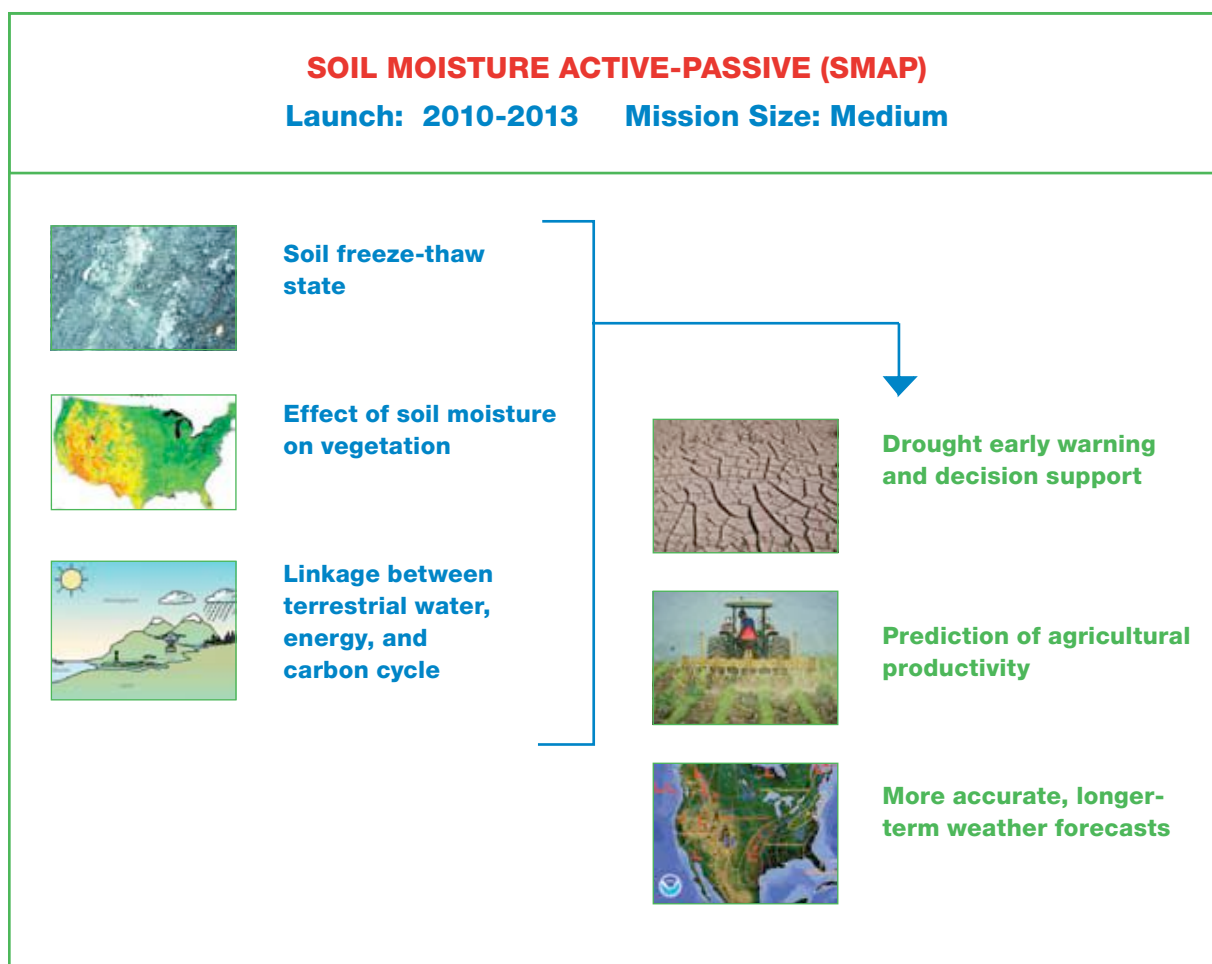 SOIL MOISTURE ACTIVE-PASSIVE (SMAP)
Launch: 2010-2013 Mission Size: Medium
Soil freeze-thaw
state
Effect of soil moisture
on vegetation
Linkage between
terrestrial water,
energy, and
carbon cycle
Drought early warning
and decision support
Prediction of agricultural
productivity
More accurate, longer-
term weather forecasts